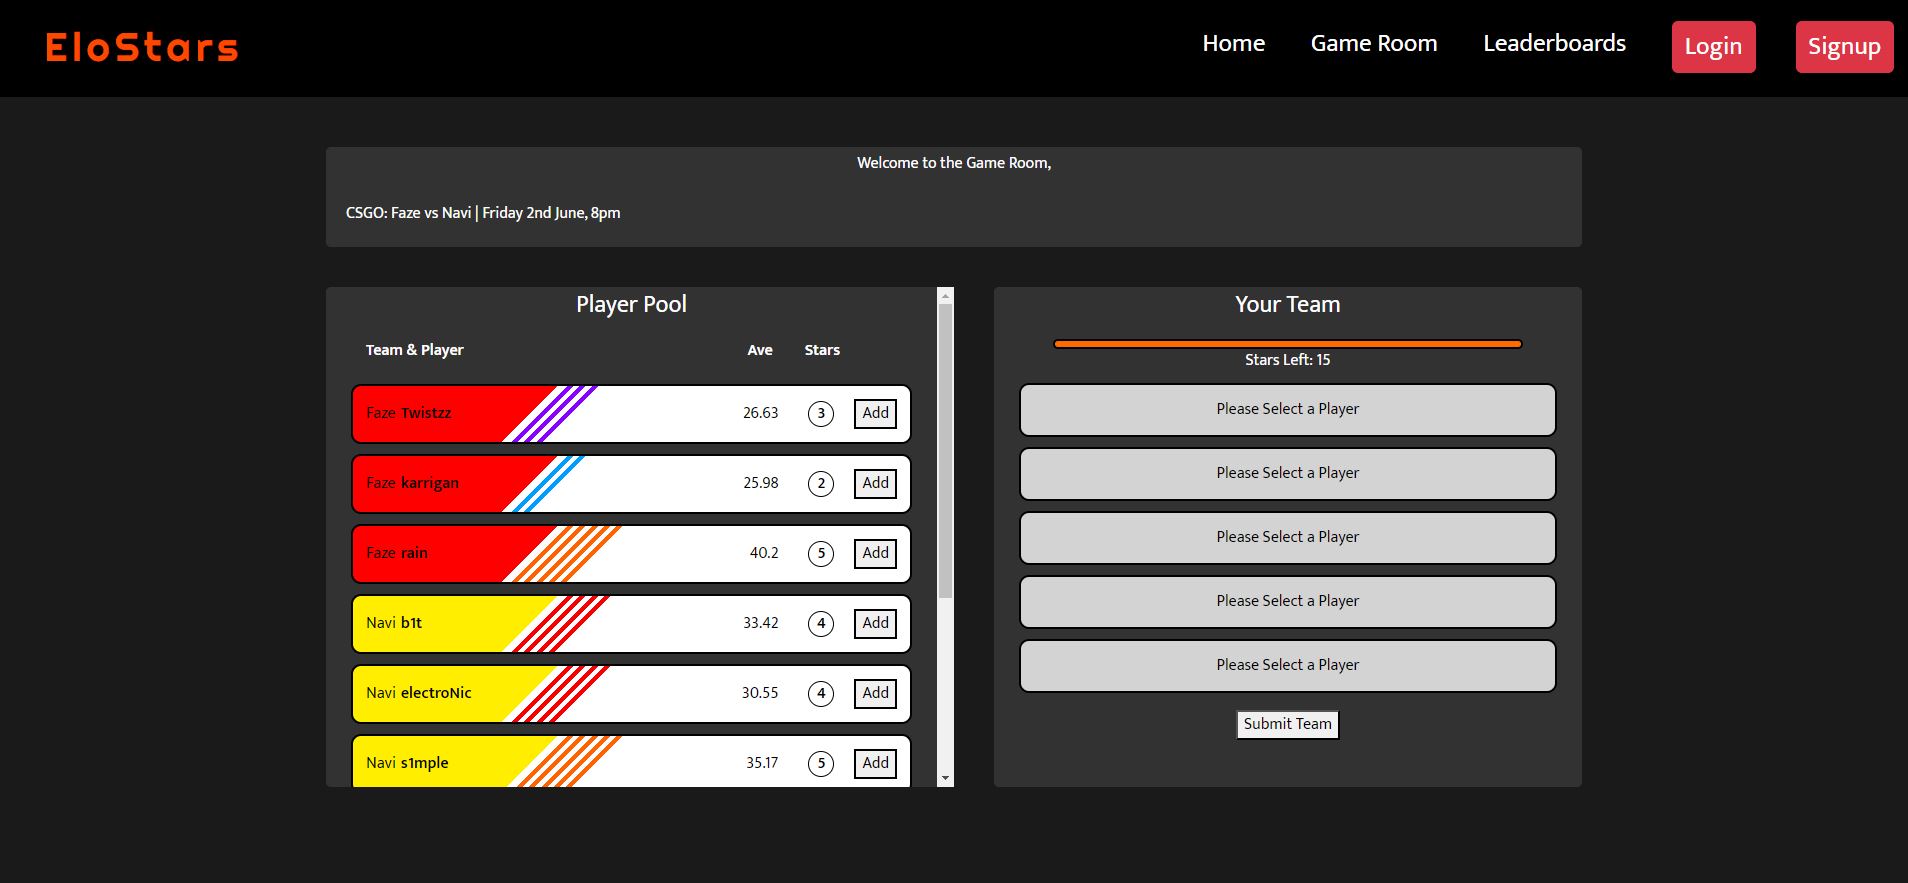 EloStars
Home Game Room Leaderboards Login Signup
Welcome to the Game Room,
CSGO: Faze vs Navi | Friday 2nd June, 8pm
Player Pool
Team & Player Ave Stars
Faze Twistzz 26.63 3 Add
Faze karrigan 25.98 2 Add
Faze rain 40.2 5 Add
Navi b1t 33.42 4 Add
Navi electroNic 30.55 4 Add
Navi s1mple 35.17 5 Add
Your Team
Stars Left: 15
Please Select a Player
Please Select a Player
Please Select a Player
Please Select a Player
Please Select a Player
Submit Team